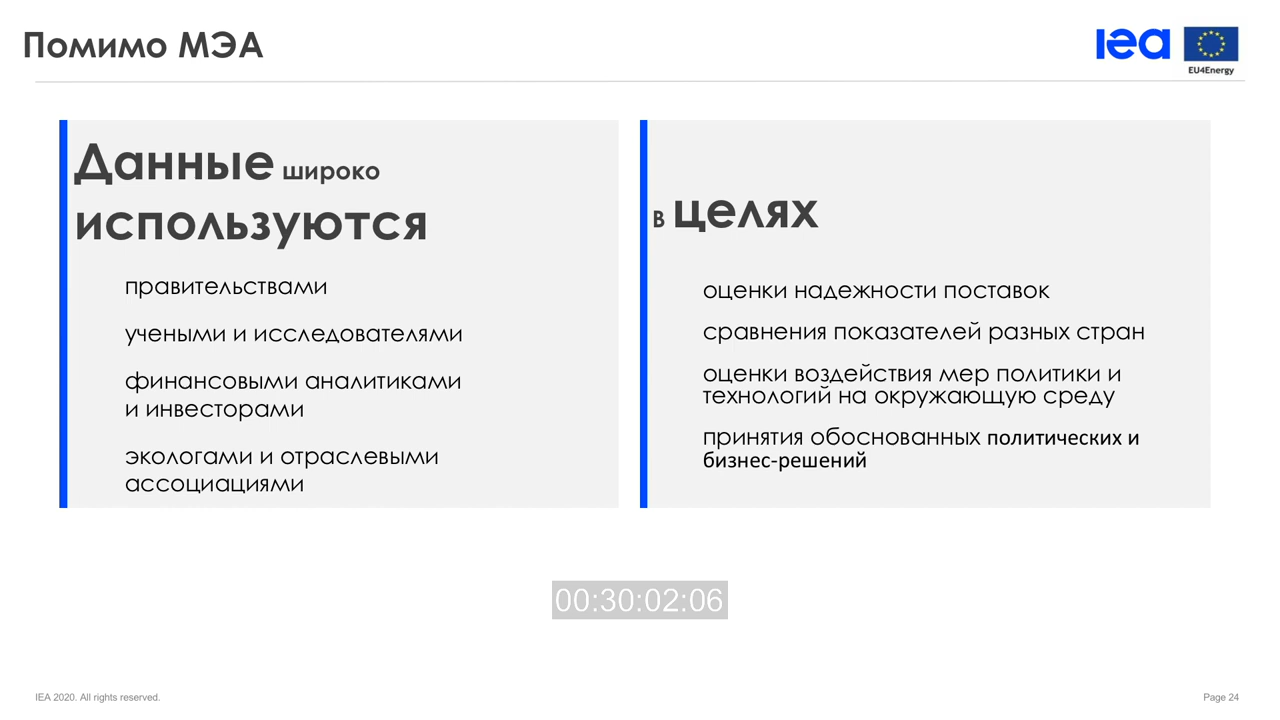 Помимо МЭА
iea
EU4Energy
Данные широко
используются
правительствами
учеными и исследователями
финансовыми аналитиками
и инвесторами
экологами и отраслевыми
ассоциациями
в целях
оценки надежности поставок
сравнения показателей разных стран
оценки воздействия мер политики и
технологий на окружающую среду
принятия обоснованных политических и
бизнес-решений
00:30:02:06
IEA 2020. All rights reserved.
Page 24